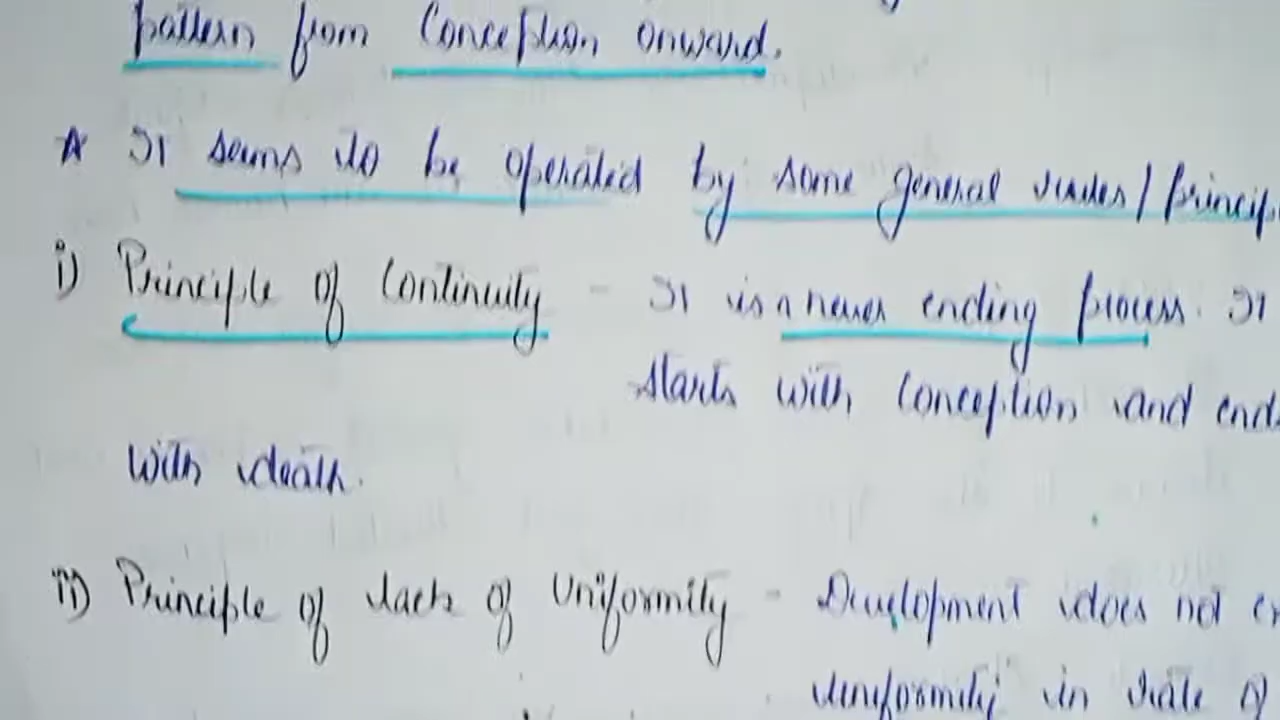 pattern from Conception onward.
☆ It seems to be operated by some general rules/princip
i) Principle of Continuity - It is a never ending process. It
starts with Conception and end
with death.
ii) Principle of lack of Uniformity - Development does not
uniformity in rate of